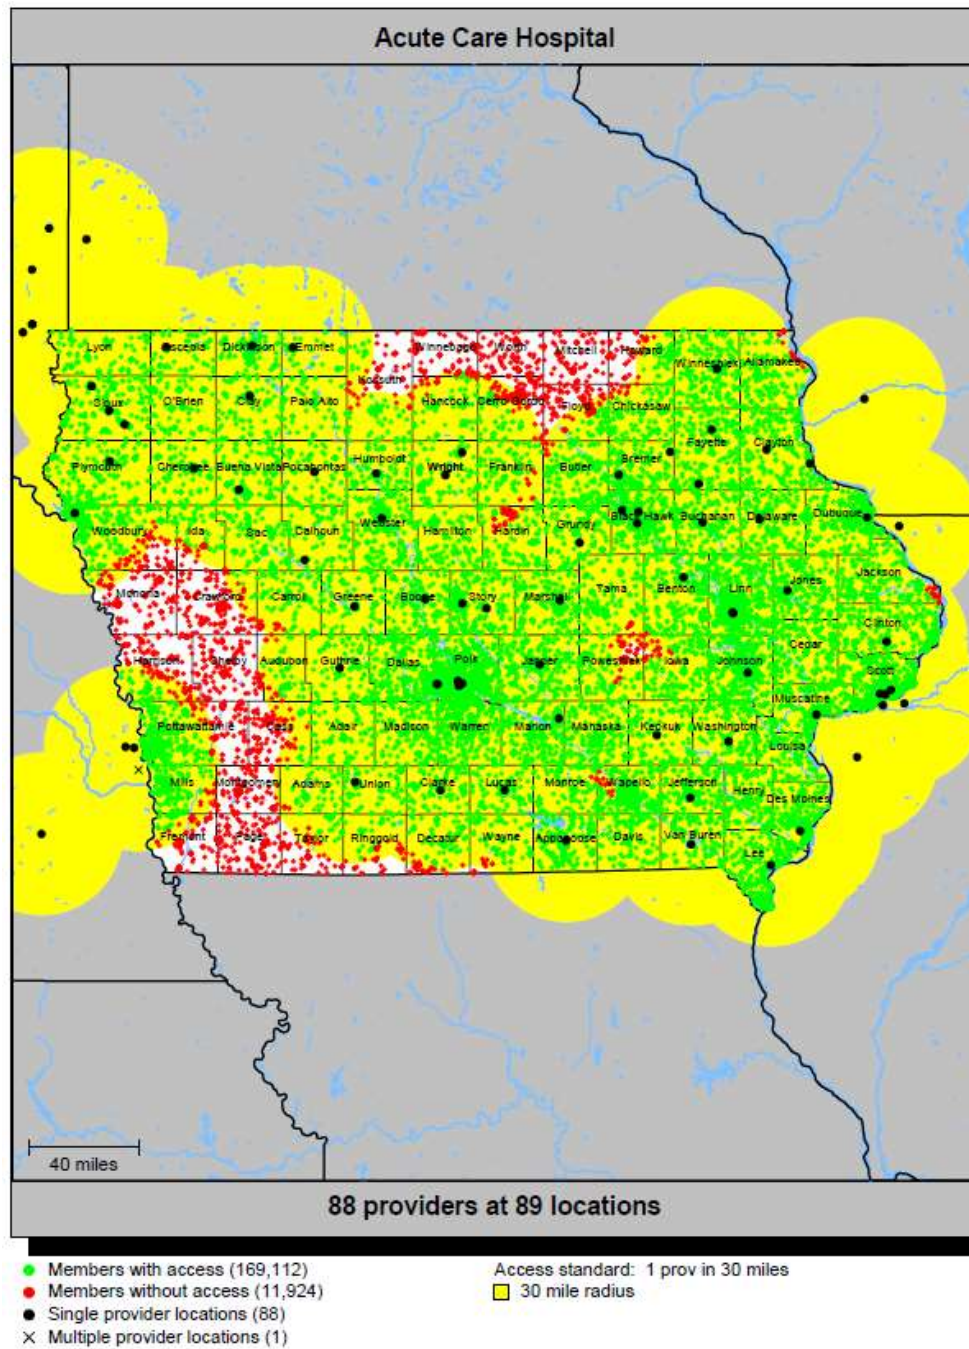 Acute Care Hospital
Lyon Osceola Dickinson Emmet Winnebago Worth Mitchell Howard Winneshiek Allamakee
Kossuth
Sioux O'Brien Clay Palo Alto Hancock Cerro Gordo Floyd Chickasaw
Fayette Clayton
Plymouth Cherokee Buena Vista Pocahontas Humboldt Wright Franklin Butler Bremer
Woodbury Ida Sac Calhoun Webster Hamilton Hardin Grundy Black Hawk Buchanan Delaware Dubuque
Monona Crawford Carroll Greene Boone Story Marshall Tama Benton Linn Jones Jackson
Clinton
Harrison Shelby Audubon Guthrie Dallas Polk Jasper Poweshiek Iowa Johnson Cedar
Scott
Muscatine
Pottawattamie Cass Adair Madison Warren Marion Mahaska Keokuk Washington
Louisa
Mills Montgomery Adams Union Clarke Lucas Monroe Wapello Jefferson Henry
Des Moines
Fremont Page Taylor Ringgold Decatur Wayne Appanoose Davis Van Buren
Lee
40 miles
88 providers at 89 locations
Members with access (169,112)
Members without access (11,924)
Single provider locations (88)
Multiple provider locations (1)
Access standard: 1 prov in 30 miles
30 mile radius